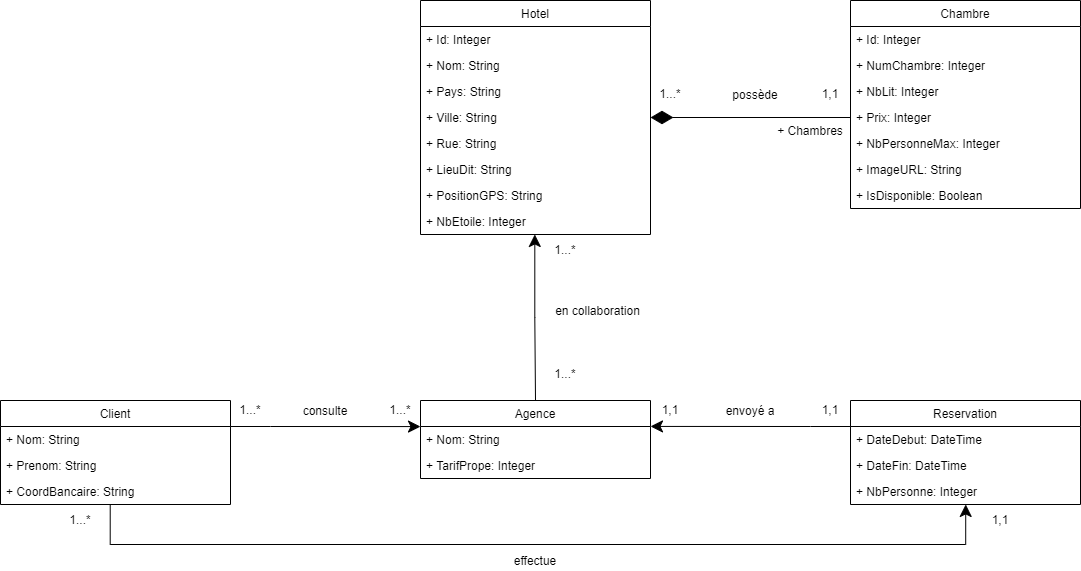 Hotel
+ Id: Integer
+ Nom: String
+ Pays: String
+ Ville: String
+ Rue: String
+ LieuDit: String
+ PositionGPS: String
+ NbEtoile: Integer
1...*
possède
1,1
+ Chambres
Chambre
+ Id: Integer
+ NumChambre: Integer
+ NbLit: Integer
+ Prix: Integer
+ NbPersonneMax: Integer
+ ImageURL: String
+ IsDisponible: Boolean
1...*
en collaboration
1...*
Client
+ Nom: String
+ Prenom: String
+ CoordBancaire: String
1...*
consulte
1...*
Agence
+ Nom: String
+ TarifPrope: Integer
1,1
envoyé a
1,1
Reservation
+ DateDebut: DateTime
+ DateFin: DateTime
+ NbPersonne: Integer
1...*
effectue
1,1